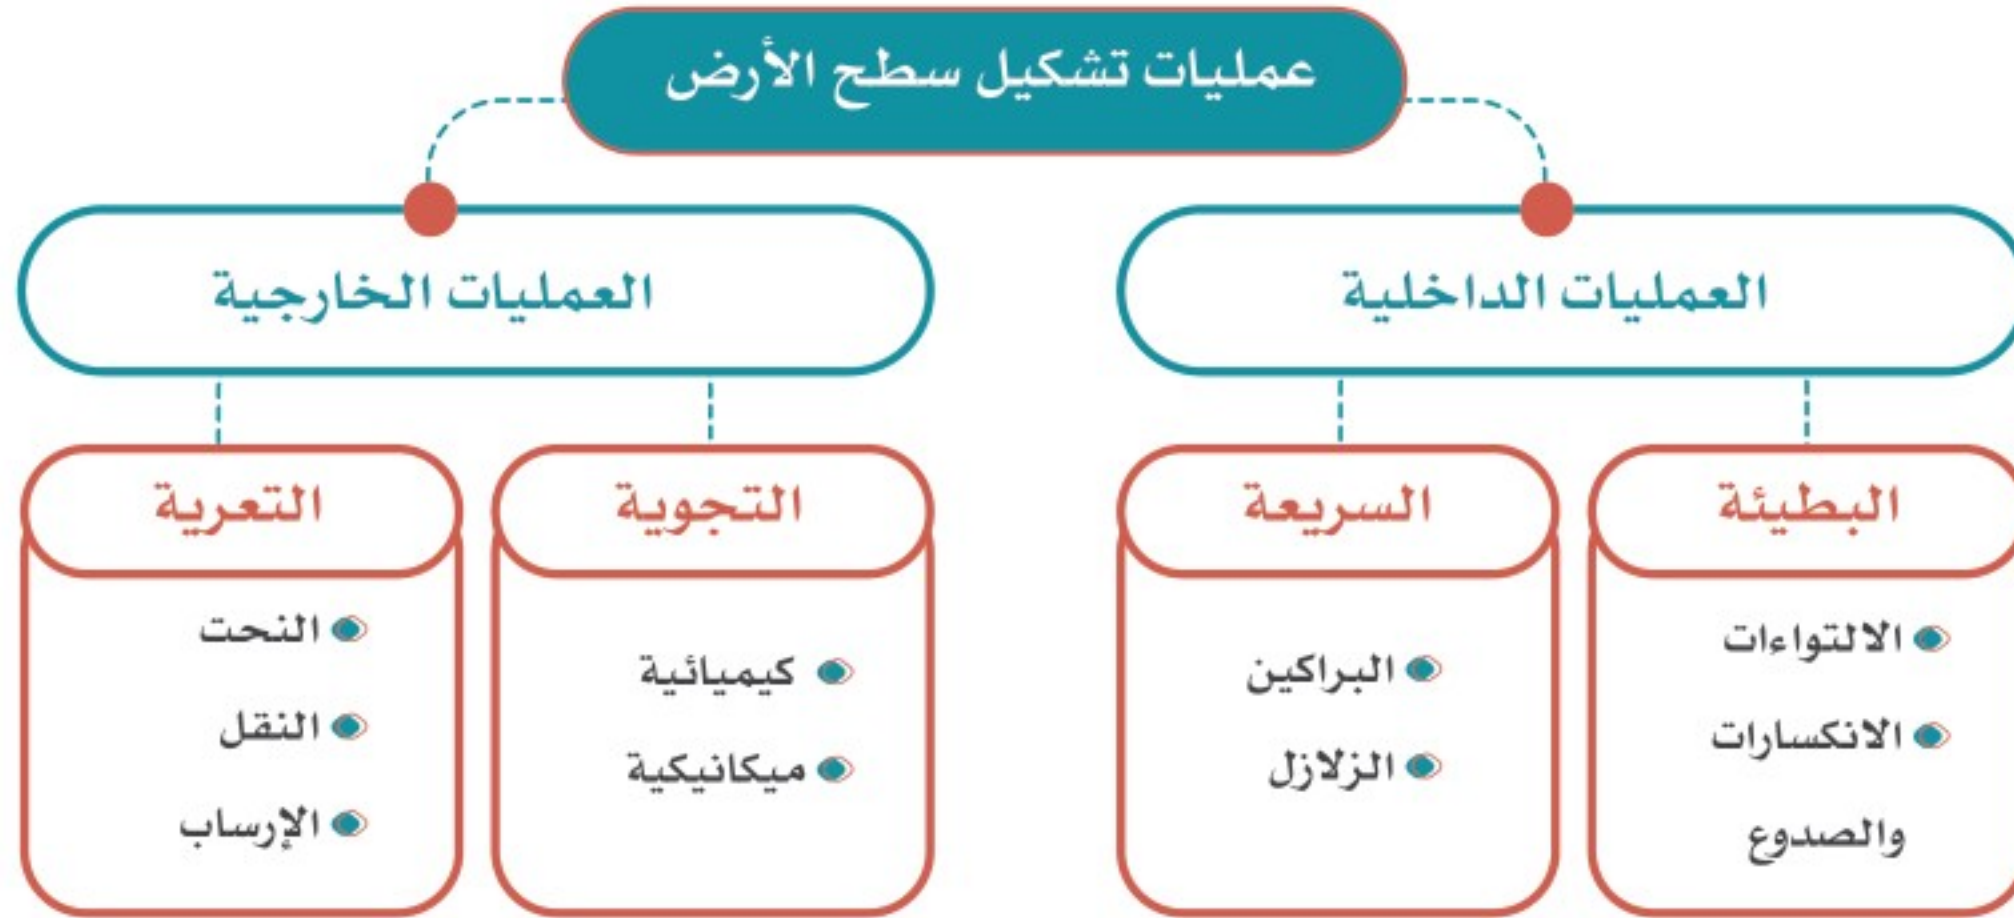 عمليات تشكيل سطح الأرض
العمليات الداخلية
العمليات الخارجية
البطيئة
الالتواءات
الانكسارات
والصدوع
السريعة
البراكين
الزلازل
التجوية
كيميائية
ميكانيكية
التعرية
النحت
النقل
الإرساب